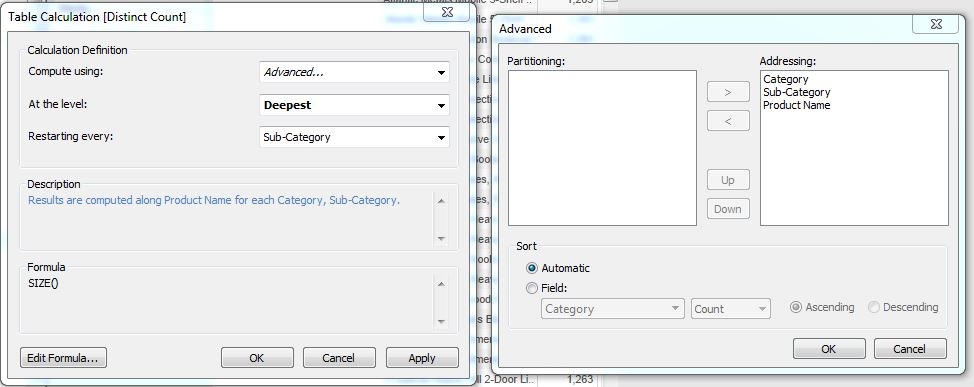 Table Calculation [Distinct Count]
Calculation Definition
Compute using:
Advanced...
At the level:
Deepest
Restarting every:
Sub-Category
Description
Results are computed along Product Name for each Category, Sub-Category.
Formula
SIZE()
Edit Formula...
OK
Cancel
Apply
1,263
Advanced
Partitioning:
Addressing:
Category
Sub-Category
Product Name
>
<
Up
Down
Sort
Automatic
Field:
Category
Count
Ascending
Descending
OK
Cancel
2-Door Li..
1,263